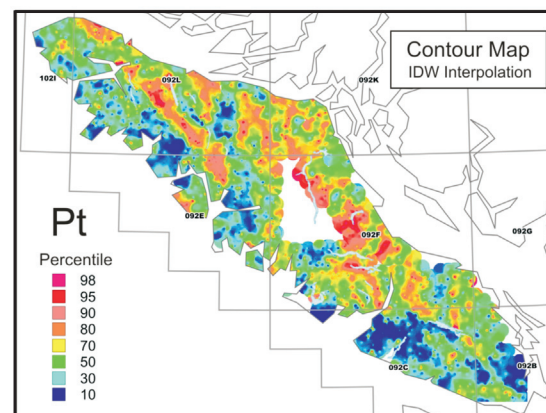 Contour Map
IDW Interpolation
102I
092L
092K
092E
092F
092G
092C
092B
Pt
Percentile
98
95
90
80
70
50
30
10